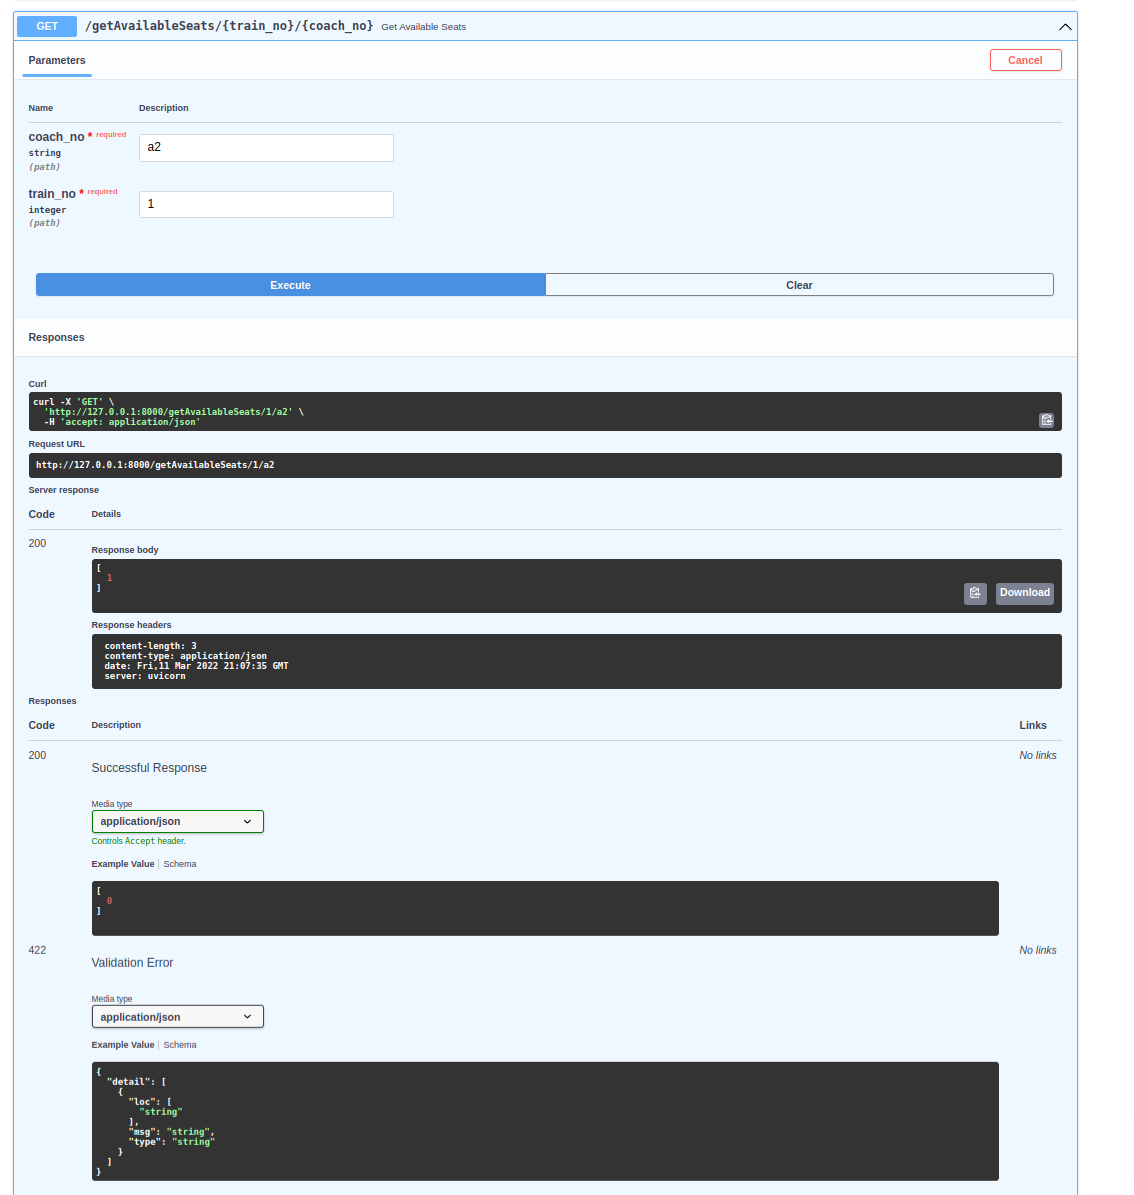 GET /getAvailableSeats/{train_no}/{coach_no} Get Available Seats
Parameters
Cancel
Name Description
coach_no * required
string
(path)
a2
train_no * required
integer
(path)
1
Execute Clear
Responses
Curl
curl -X 'GET' \
'http://127.0.0.1:8000/getAvailableSeats/1/a2' \
-H 'accept: application/json'
Request URL
http://127.0.0.1:8000/getAvailableSeats/1/a2
Server response
Code Details
200
Response body
[
1
]
Download
Response headers
content-length: 3
content-type: application/json
date: Fri,11 Mar 2022 21:07:35 GMT
server: uvicorn
Responses
Code Description Links
200 No links
Successful Response
Media type
application/json
Controls Accept header.
Example Value | Schema
[
0
]
422 No links
Validation Error
Media type
application/json
Example Value | Schema
{
"detail": [
{
"loc": [
"string"
],
"msg": "string",
"type": "string"
}
]
}